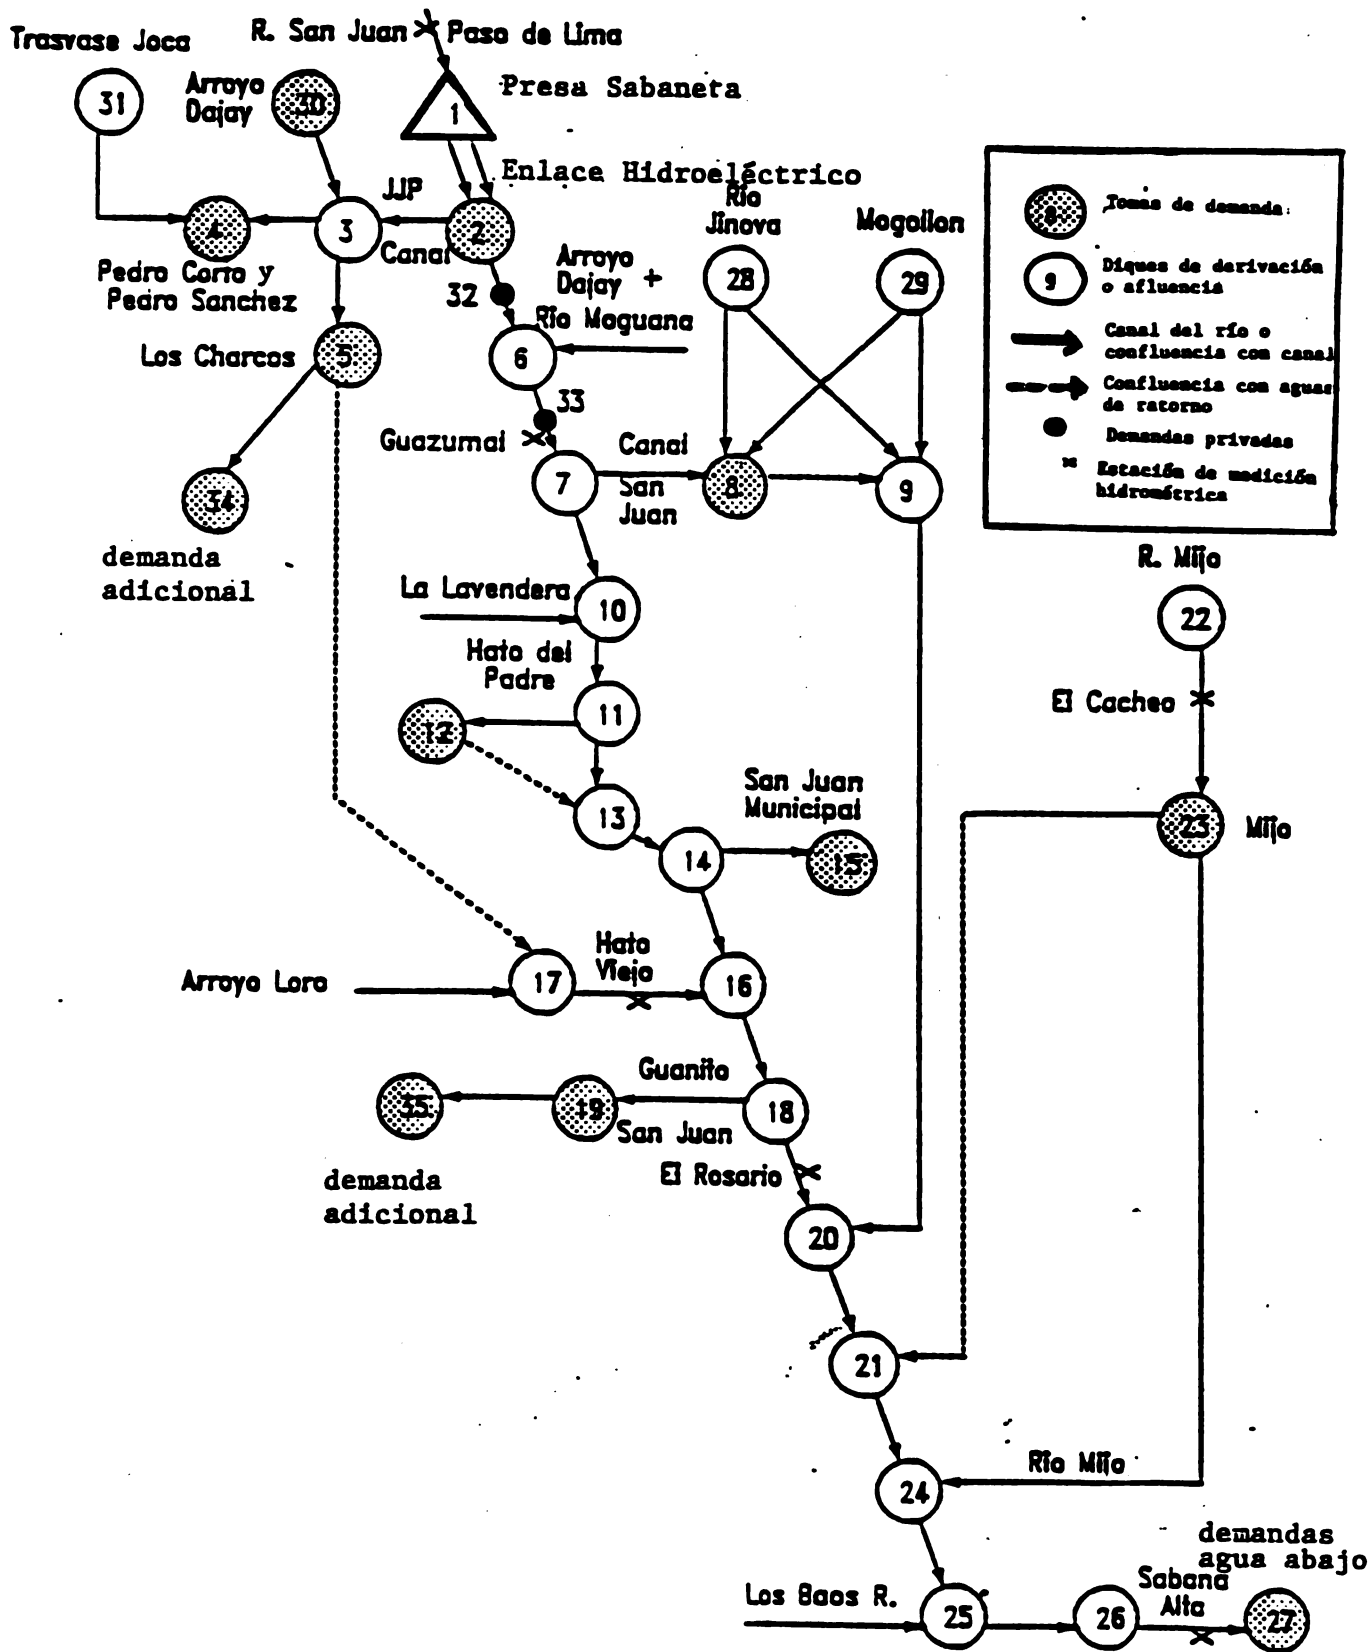 R. San Juan Paso de Lima
Trasvase Joca
31
Arroyo
Dajay
30
1
Presa Sabaneta
Enlace Hidroeléctrico
4
3
JJP
Canal
2
Pedro Corto y
Pedro Sanchez
32
Arroyo
Dajay +
Río Moguana
Río
Jinova
28
Mogollon
29
8 Tomas de demanda
9 Diques de derivación
o afluencia
Canal del río o
confluencia con canal
Confluencia con aguas
de ratorno
Demandas privadas
x Estación de medición
hidrométrica
Los Charcos
5
6
33
Guazumal
7
Canal
San
Juan
8
9
34
demanda
adicional
La Lavendera
10
Hato del
Padre
11
12
13
14
San Juan
Municipal
15
R. Mijo
22
El Cacheo
23
Mijo
Arroyo Loro
17
Hato
Viejo
16
35
19
Guanito
San Juan
18
demanda
adicional
El Rosario
20
21
Río Mijo
24
Los Baos R.
25
26
Sabana
Alta
demandas
agua abajo
27